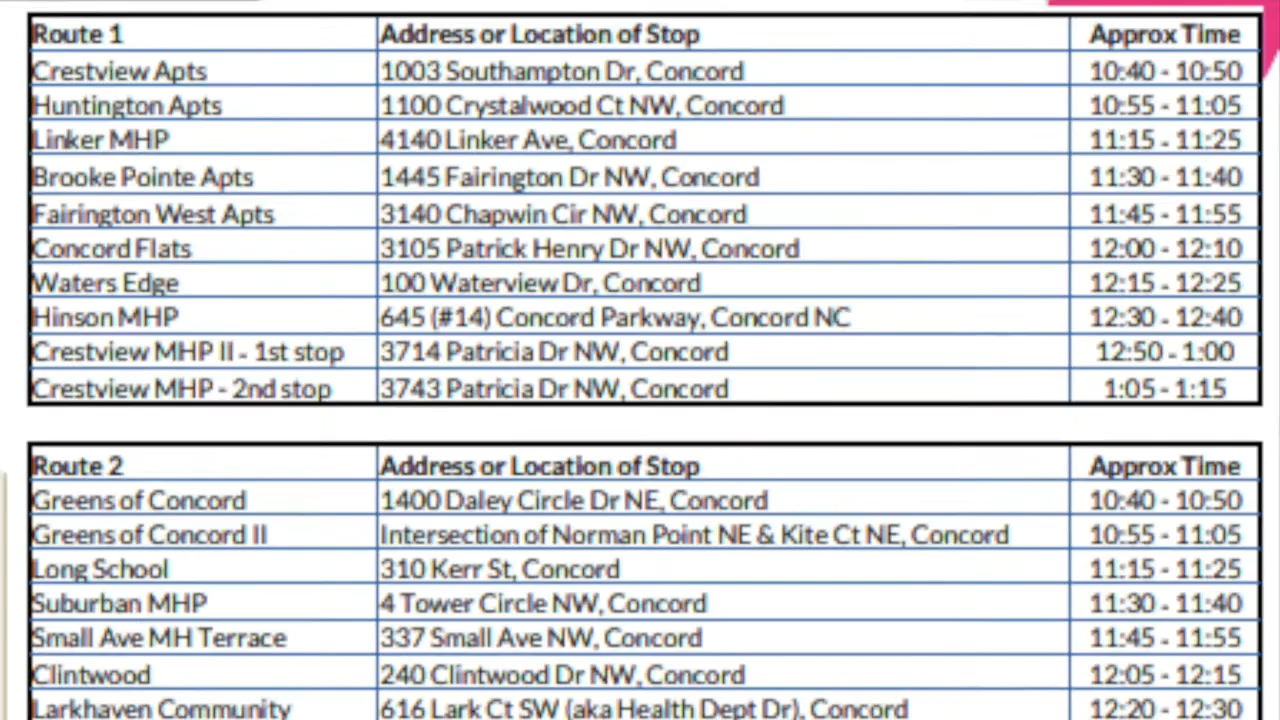 Route 1 Address or Location of Stop Approx Time
Crestview Apts 1003 Southampton Dr, Concord 10:40 - 10:50
Huntington Apts 1100 Crystalwood Ct NW, Concord 10:55 - 11:05
Linker MHP 4140 Linker Ave, Concord 11:15 - 11:25
Brooke Pointe Apts 1445 Fairington Dr NW, Concord 11:30 - 11:40
Fairington West Apts 3140 Chapwin Cir NW, Concord 11:45 - 11:55
Concord Flats 3105 Patrick Henry Dr NW, Concord 12:00 - 12:10
Waters Edge 100 Waterview Dr, Concord 12:15 - 12:25
Hinson MHP 645 (#14) Concord Parkway, Concord NC 12:30 - 12:40
Crestview MHP II - 1st stop 3714 Patricia Dr NW, Concord 12:50 - 1:00
Crestview MHP - 2nd stop 3743 Patricia Dr NW, Concord 1:05 - 1:15
Route 2 Address or Location of Stop Approx Time
Greens of Concord 1400 Daley Circle Dr NE, Concord 10:40 - 10:50
Greens of Concord II Intersection of Norman Point NE & Kite Ct NE, Concord 10:55 - 11:05
Long School 310 Kerr St, Concord 11:15 - 11:25
Suburban MHP 4 Tower Circle NW, Concord 11:30 - 11:40
Small Ave MH Terrace 337 Small Ave NW, Concord 11:45 - 11:55
Clintwood 240 Clintwood Dr NW, Concord 12:05 - 12:15
Larkhaven Community 616 Lark Ct SW (aka Health Dept Dr), Concord 12:20 - 12:30